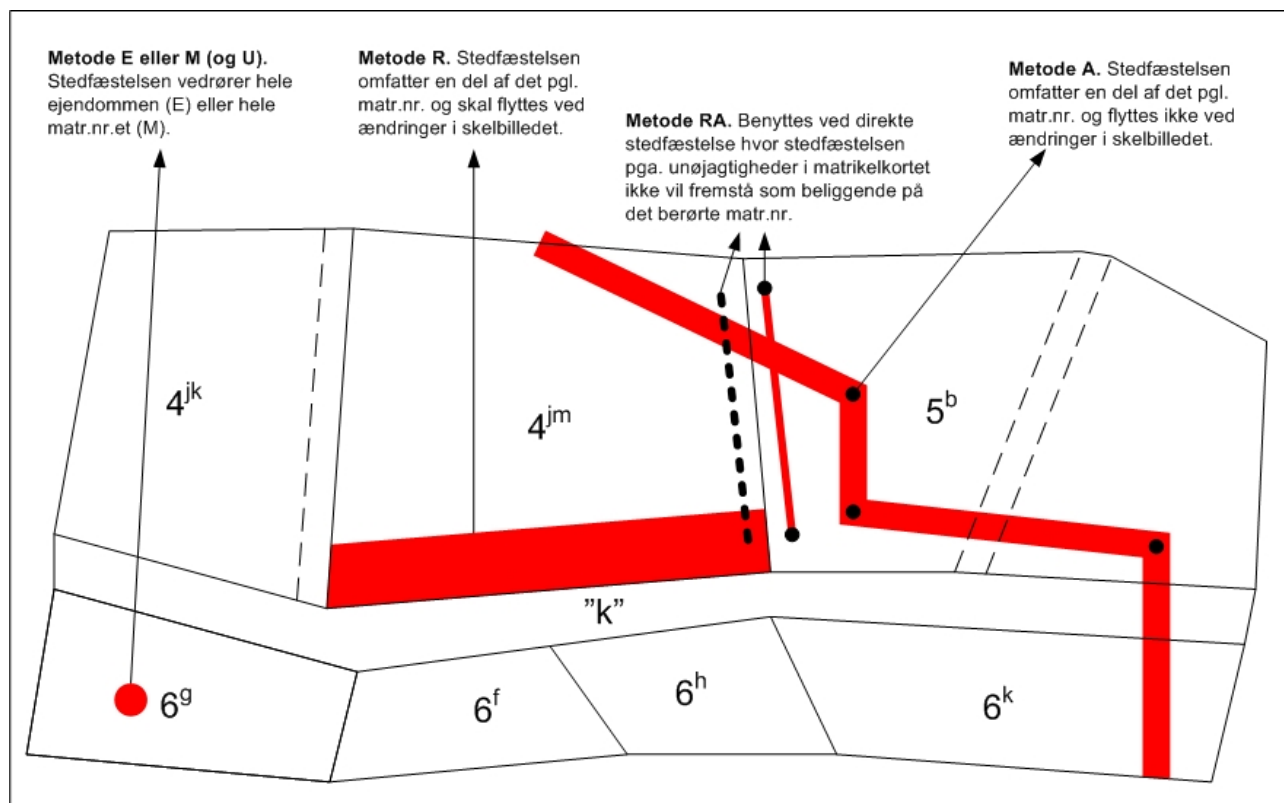 Metode E eller M (og U).
Stedfæstelsen vedrører hele
ejendommen (E) eller hele
matr.nr.et (M).
Metode R. Stedfæstelsen
omfatter en del af det pgl.
matr.nr. og skal flyttes ved
ændringer i skelbilledet.
Metode RA. Benyttes ved direkte
stedfæstelse hvor stedfæstelsen
pga. unøjagtigheder i matrikelkortet
ikke vil fremstå som beliggende på
det berørte matr.nr.
Metode A. Stedfæstelsen
omfatter en del af det pgl.
matr.nr. og flyttes ikke ved
ændringer i skelbilledet.
4jk
4jm
5b
”k”
6g
6f
6h
6k